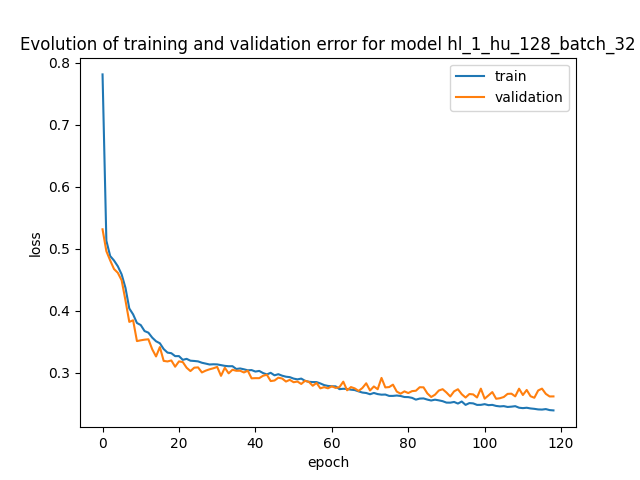 Evolution of training and validation error for model hl_1_hu_128_batch_32
train
validation
0.8
0.7
0.6
0.5
0.4
0.3
loss
0
20
40
60
80
100
120
epoch